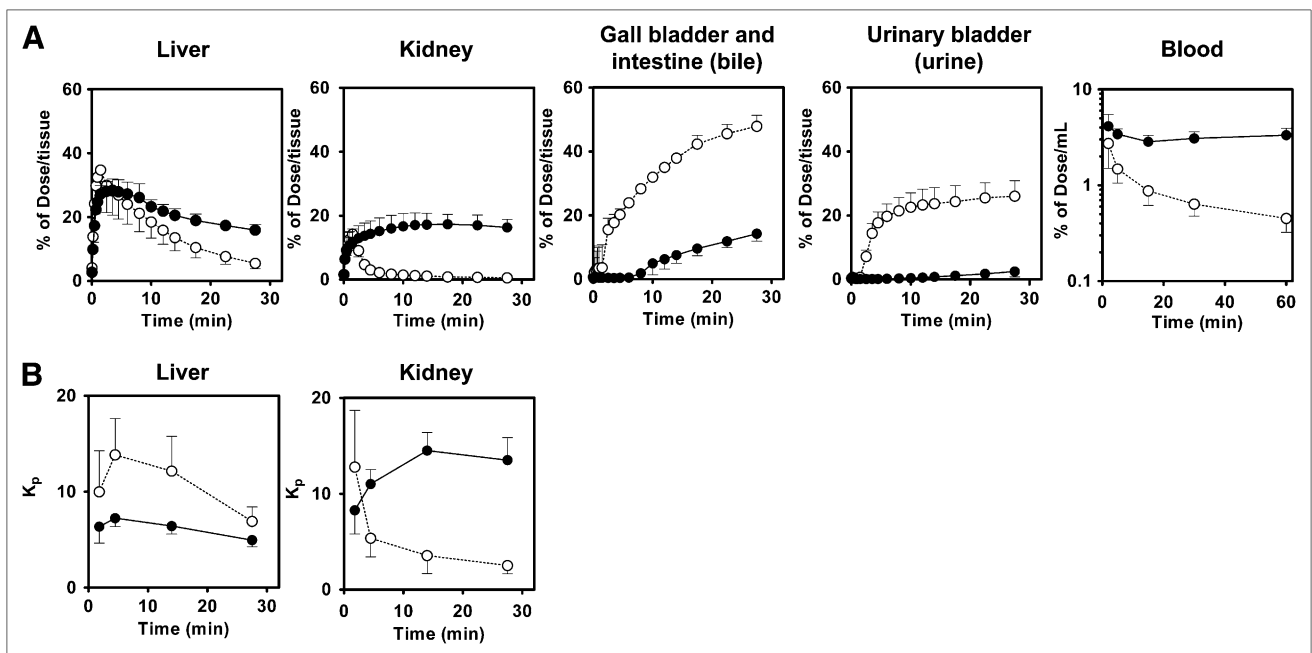 A
Liver
Kidney
Gall bladder and
intestine (bile)
Urinary bladder
(urine)
Blood
% of Dose/tissue
60
40
20
0
0 10 20 30
Time (min)
% of Dose/tissue
60
40
20
0
0 10 20 30
Time (min)
% of Dose/tissue
60
40
20
0
0 10 20 30
Time (min)
% of Dose/tissue
60
40
20
0
0 10 20 30
Time (min)
% of Dose/mL
10
1
0.1
0 20 40 60
Time (min)
B
Liver
Kidney
Kp
20
10
0
0 10 20 30
Time (min)
Kp
20
10
0
0 10 20 30
Time (min)